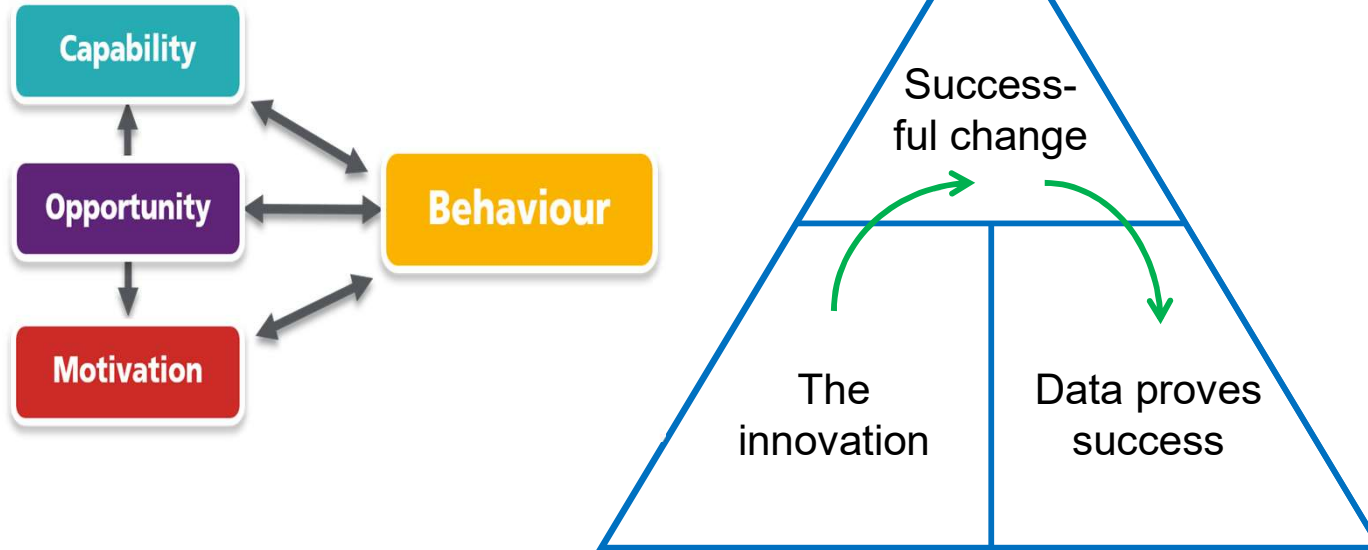 Capability
Opportunity
Motivation
Behaviour
Success-
ful change
The
innovation
Data proves
success